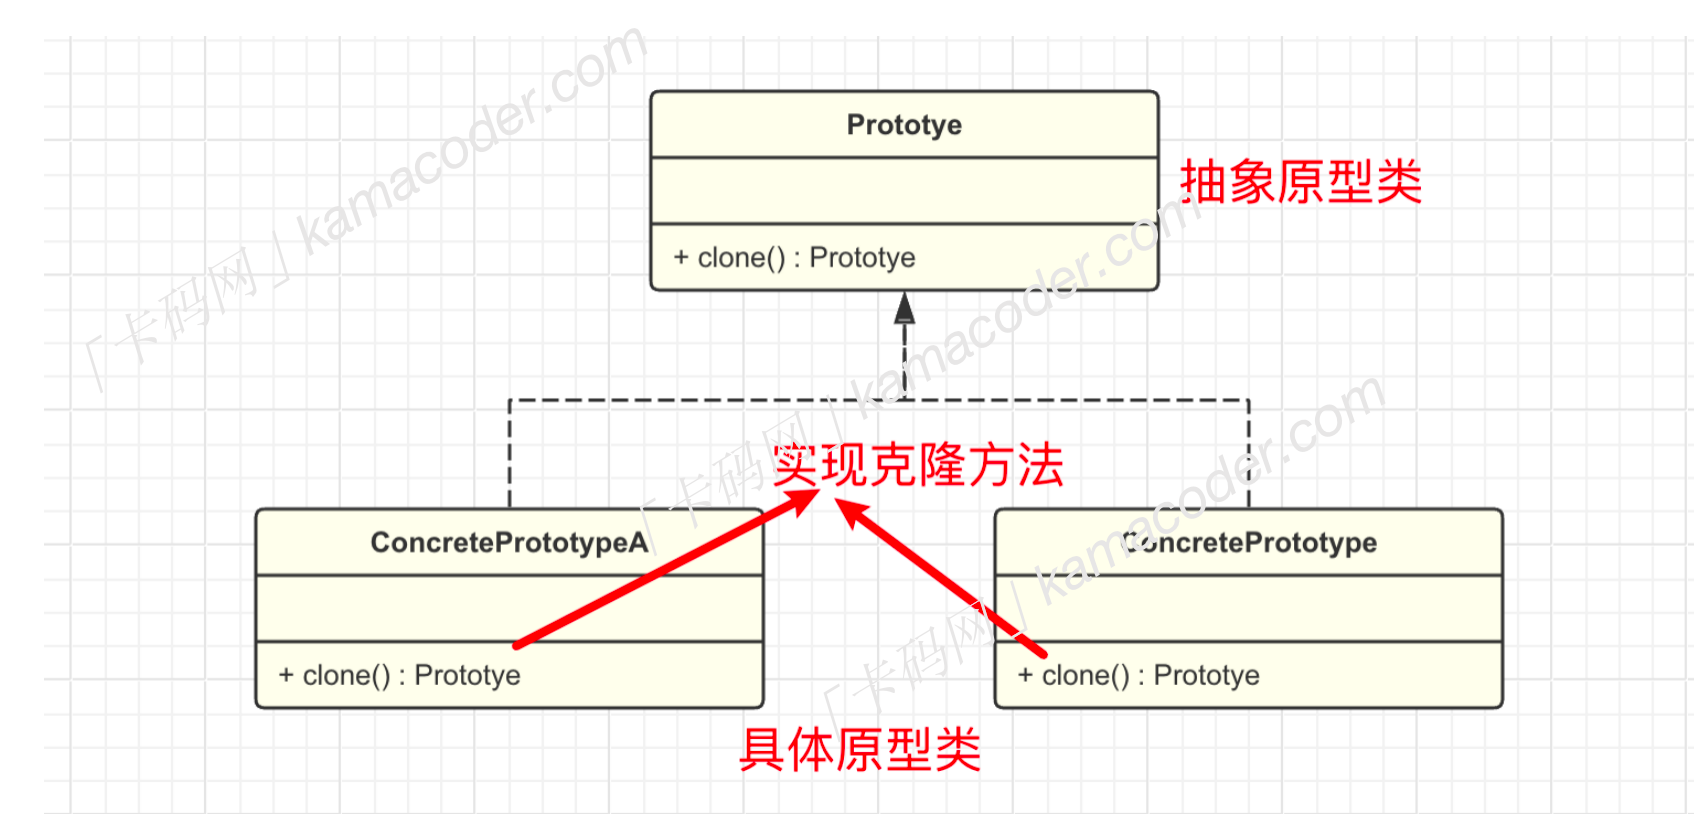 Prototye
抽象原型类
+ clone() : Prototye
实现克隆方法
ConcretePrototypeA
ConcretePrototype
+ clone() : Prototye
+ clone() : Prototye
具体原型类
「卡码网」kamacoder.com
「卡码网」kamacoder.com
「卡码网」kamacoder.com